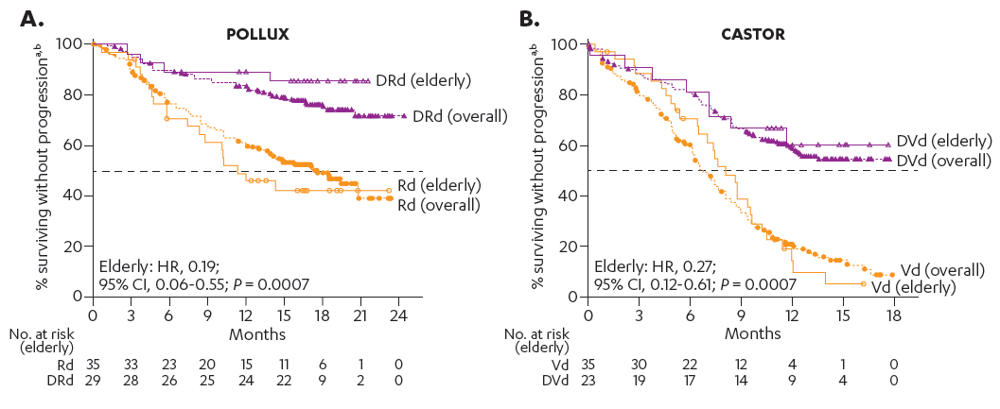 A.
POLLUX
% surviving without progressionᵃ,ᵇ
100
80
60
40
20
0
DRd (elderly)
DRd (overall)
Rd (elderly)
Rd (overall)
Elderly: HR, 0.19;
95% CI, 0.06-0.55; P = 0.0007
0 3 6 9 12 15 18 21 24
Months
No. at risk
(elderly)
Rd 35 33 23 20 15 11 6 1 0
DRd 29 28 26 25 24 22 9 2 0
B.
CASTOR
% surviving without progressionᵃ,ᵇ
100
80
60
40
20
0
DVd (elderly)
DVd (overall)
Vd (overall)
Vd (elderly)
Elderly: HR, 0.27;
95% CI, 0.12-0.61; P = 0.0007
0 3 6 9 12 15 18
Months
No. at risk
(elderly)
Vd 35 30 22 12 4 1 0
DVd 23 19 17 14 9 4 0